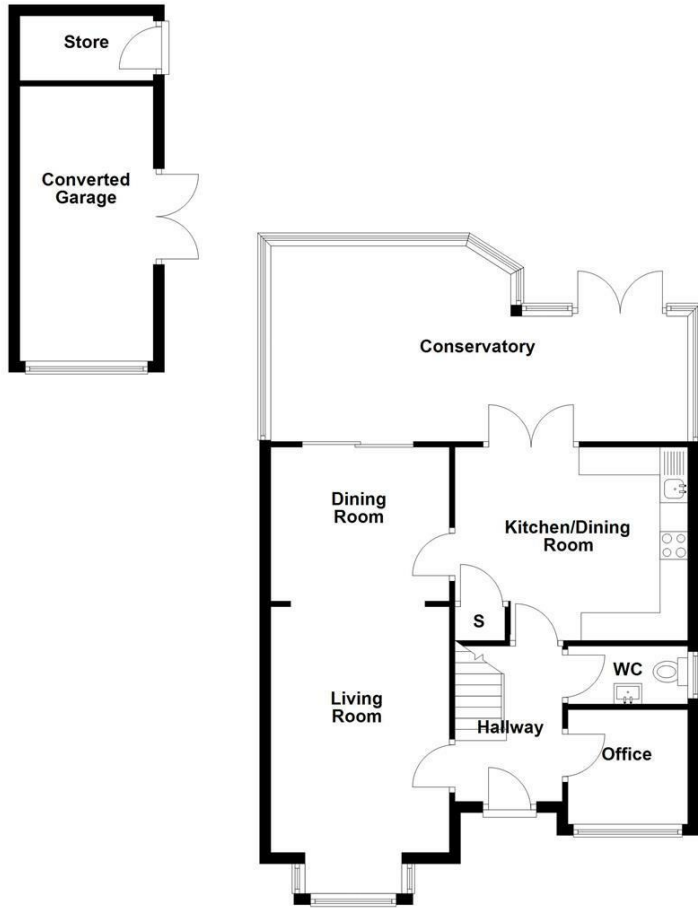 Store
Converted
Garage
Conservatory
Dining
Room
Kitchen/Dining
Room
S
Living
Room
WC
Hallway
Office